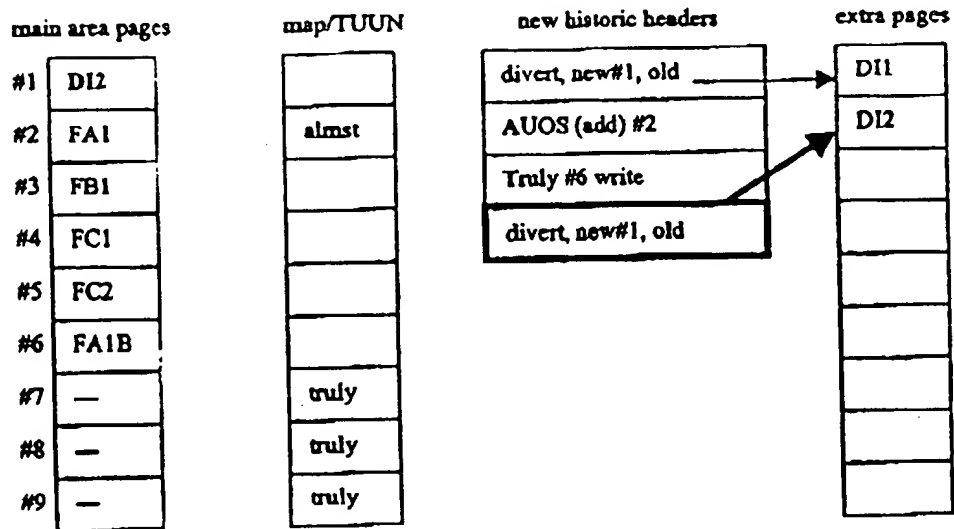 main area pages
#1 DI2
#2 FA1
#3 FB1
#4 FC1
#5 FC2
#6 FA1B
#7 —
#8 —
#9 —
map/TUUN
almst
truly
truly
truly
new historic headers
divert, new#1, old
AUOS (add) #2
Truly #6 write
divert, new#1, old
extra pages
DI1
DI2